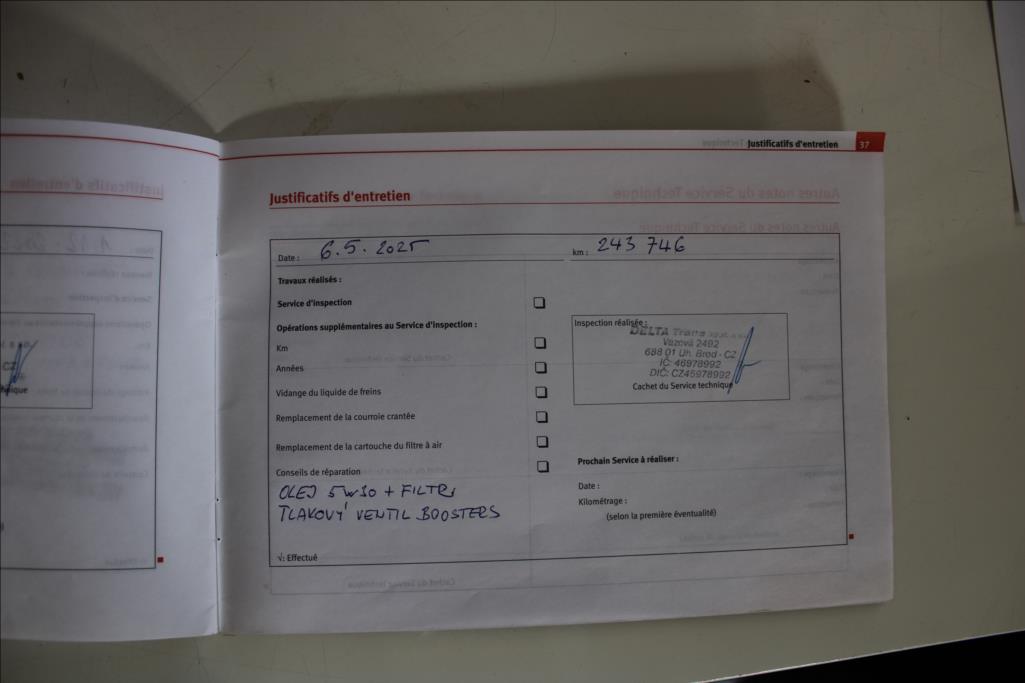 Justificatifs d'entretien 37
Justificatifs d'entretien
Date : 6.5.2025 km : 243 746
Travaux réalisés :
Service d'inspection
Opérations supplémentaires au Service d'inspection :
Km
Années
Vidange du liquide de freins
Remplacement de la courroie crantée
Remplacement de la cartouche du filtre à air
Conseils de réparation
OLEJ 5W30 + FILTRY
TLAKOVÝ VENTIL BOOSTERS
√: Effectué
Inspection réalisée :
DELTA Trans
Vazová 2492
688 01 Uh. Brod - CZ
IČ: 46978992
DIČ: CZ45978992
Cachet du Service technique
Prochain Service à réaliser :
Date :
Kilométrage :
(selon la première éventualité)